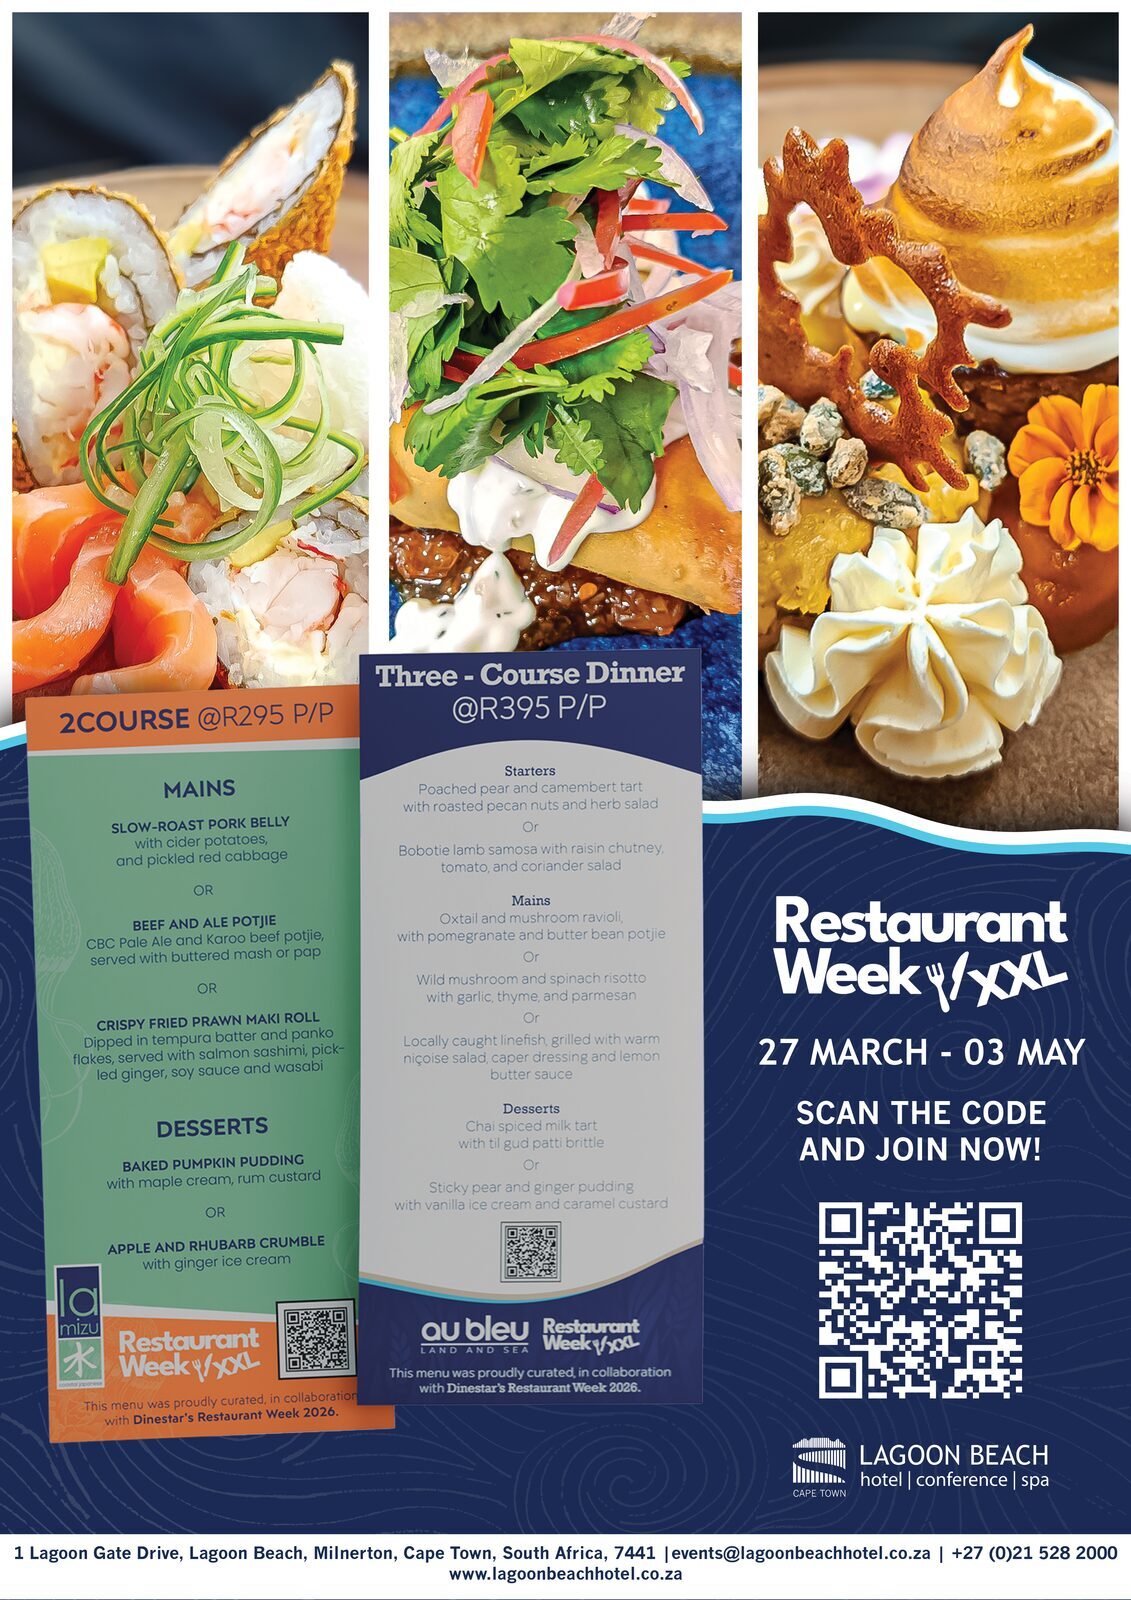 2COURSE @R295 P/P
MAINS
SLOW-ROAST PORK BELLY
with cider potatoes,
and pickled red cabbage
OR
BEEF AND ALE POTJIE
CBC Pale Ale and Karoo beef potjie,
served with buttered mash or pap
OR
CRISPY FRIED PRAWN MAKI ROLL
Dipped in tempura batter and panko
flakes, served with salmon sashimi, pick-
led ginger, soy sauce and wasabi
DESSERTS
BAKED PUMPKIN PUDDING
with maple cream, rum custard
OR
APPLE AND RHUBARB CRUMBLE
with ginger ice cream
la
mizu
米
coastal japanese
Restaurant
Week XXL
This menu was proudly curated, in collaboration
with Dinestar's Restaurant Week 2026.
Three - Course Dinner
@R395 P/P
Starters
Poached pear and camembert tart
with roasted pecan nuts and herb salad
Or
Bobotie lamb samosa with raisin chutney,
tomato, and coriander salad
Mains
Oxtail and mushroom ravioli,
with pomegranate and butter bean potjie
Or
Wild mushroom and spinach risotto
with garlic, thyme, and parmesan
Or
Locally caught linefish, grilled with warm
niçoise salad, caper dressing and lemon
butter sauce
Desserts
Chai spiced milk tart
with til gud patti brittle
Or
Sticky pear and ginger pudding
with vanilla ice cream and caramel custard
au bleu
LAND AND SEA
Restaurant
Week XXL
This menu was proudly curated, in collaboration
with Dinestar's Restaurant Week 2026.
Restaurant
Week XXL
27 MARCH - 03 MAY
SCAN THE CODE
AND JOIN NOW!
CAPE TOWN
LAGOON BEACH
hotel | conference | spa
1 Lagoon Gate Drive, Lagoon Beach, Milnerton, Cape Town, South Africa, 7441 |events@lagoonbeachhotel.co.za | +27 (0)21 528 2000
www.lagoonbeachhotel.co.za